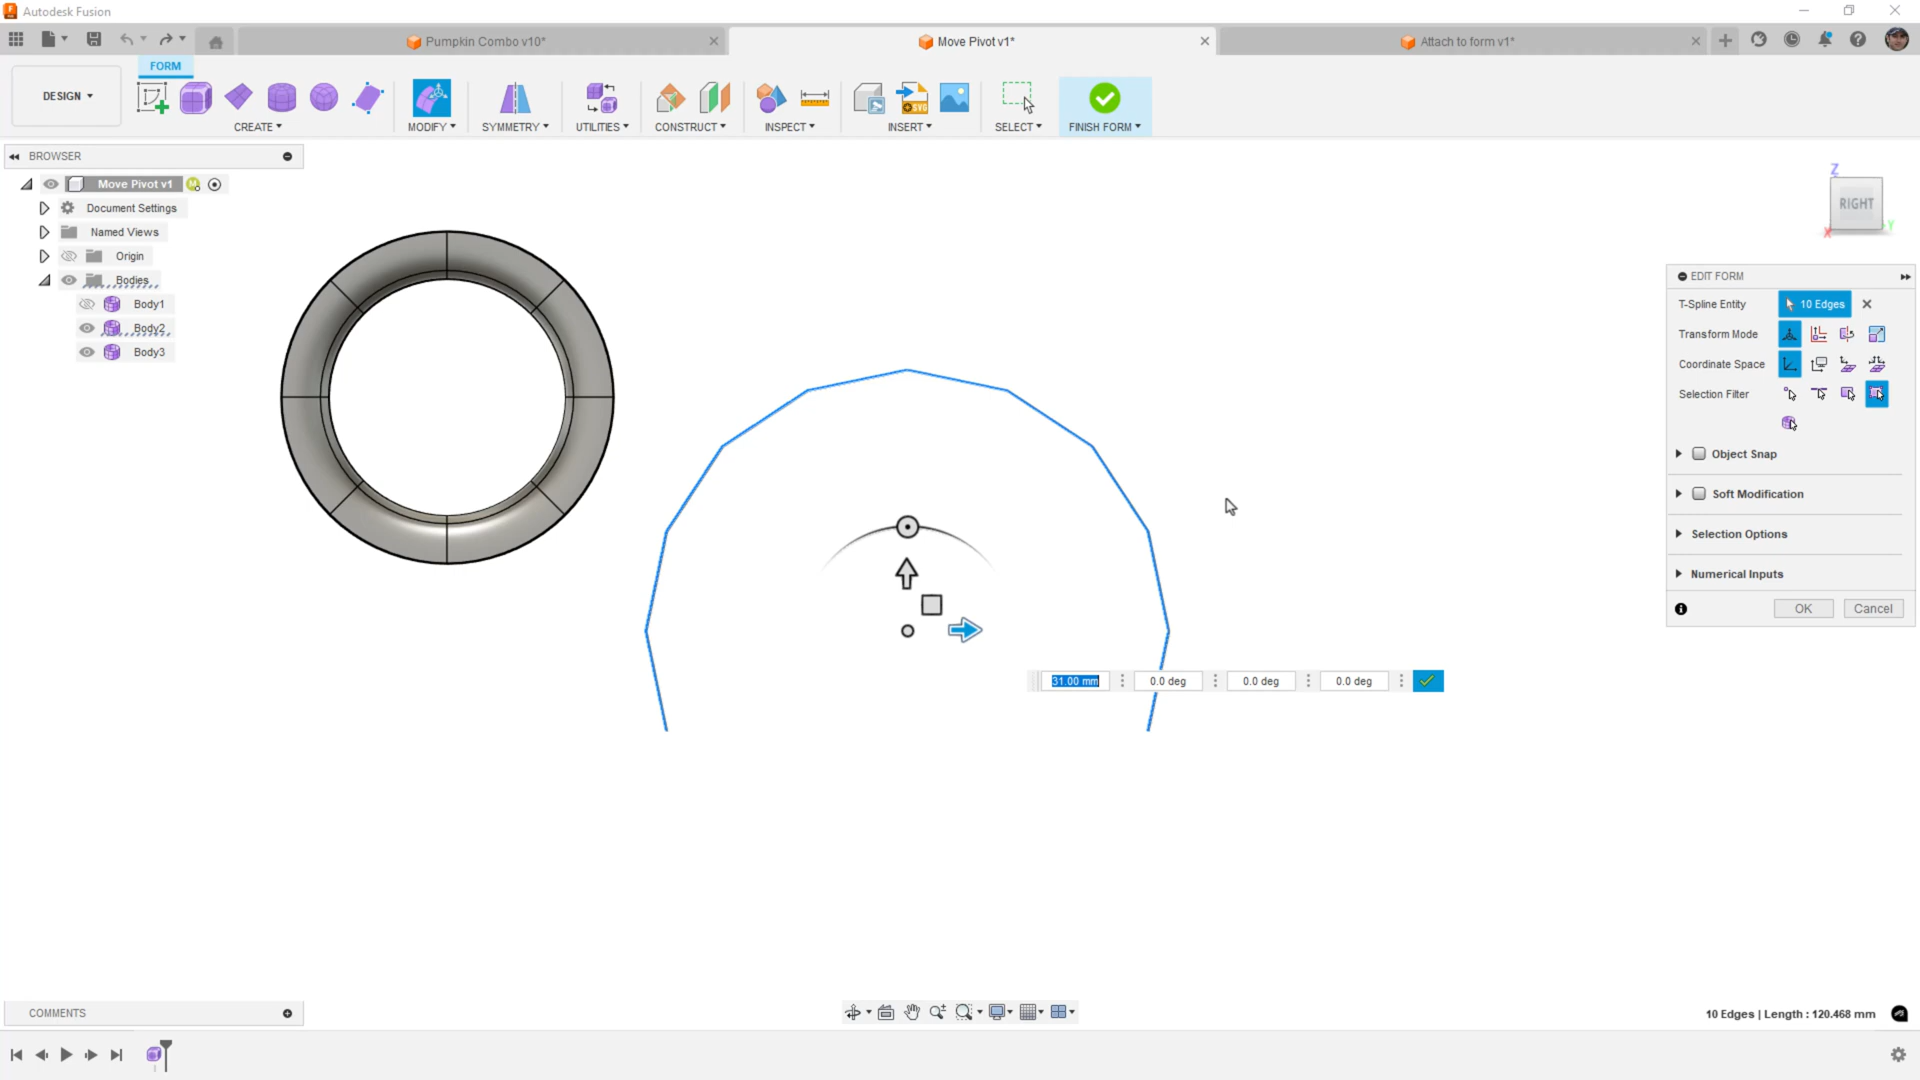 Autodesk Fusion
Pumpkin Combo v10*
Move Pivot v1*
Attach to form v1*
FORM
DESIGN
CREATE
MODIFY
SYMMETRY
UTILITIES
CONSTRUCT
INSPECT
INSERT
SELECT
FINISH FORM
BROWSER
Move Pivot v1
Document Settings
Named Views
Origin
Bodies
Body1
Body2
Body3
Z
RIGHT
X
Y
EDIT FORM
T-Spline Entity
10 Edges
Transform Mode
Coordinate Space
Selection Filter
Object Snap
Soft Modification
Selection Options
Numerical Inputs
OK
Cancel
31.00 mm
0.0 deg
0.0 deg
0.0 deg
COMMENTS
10 Edges | Length : 120.468 mm